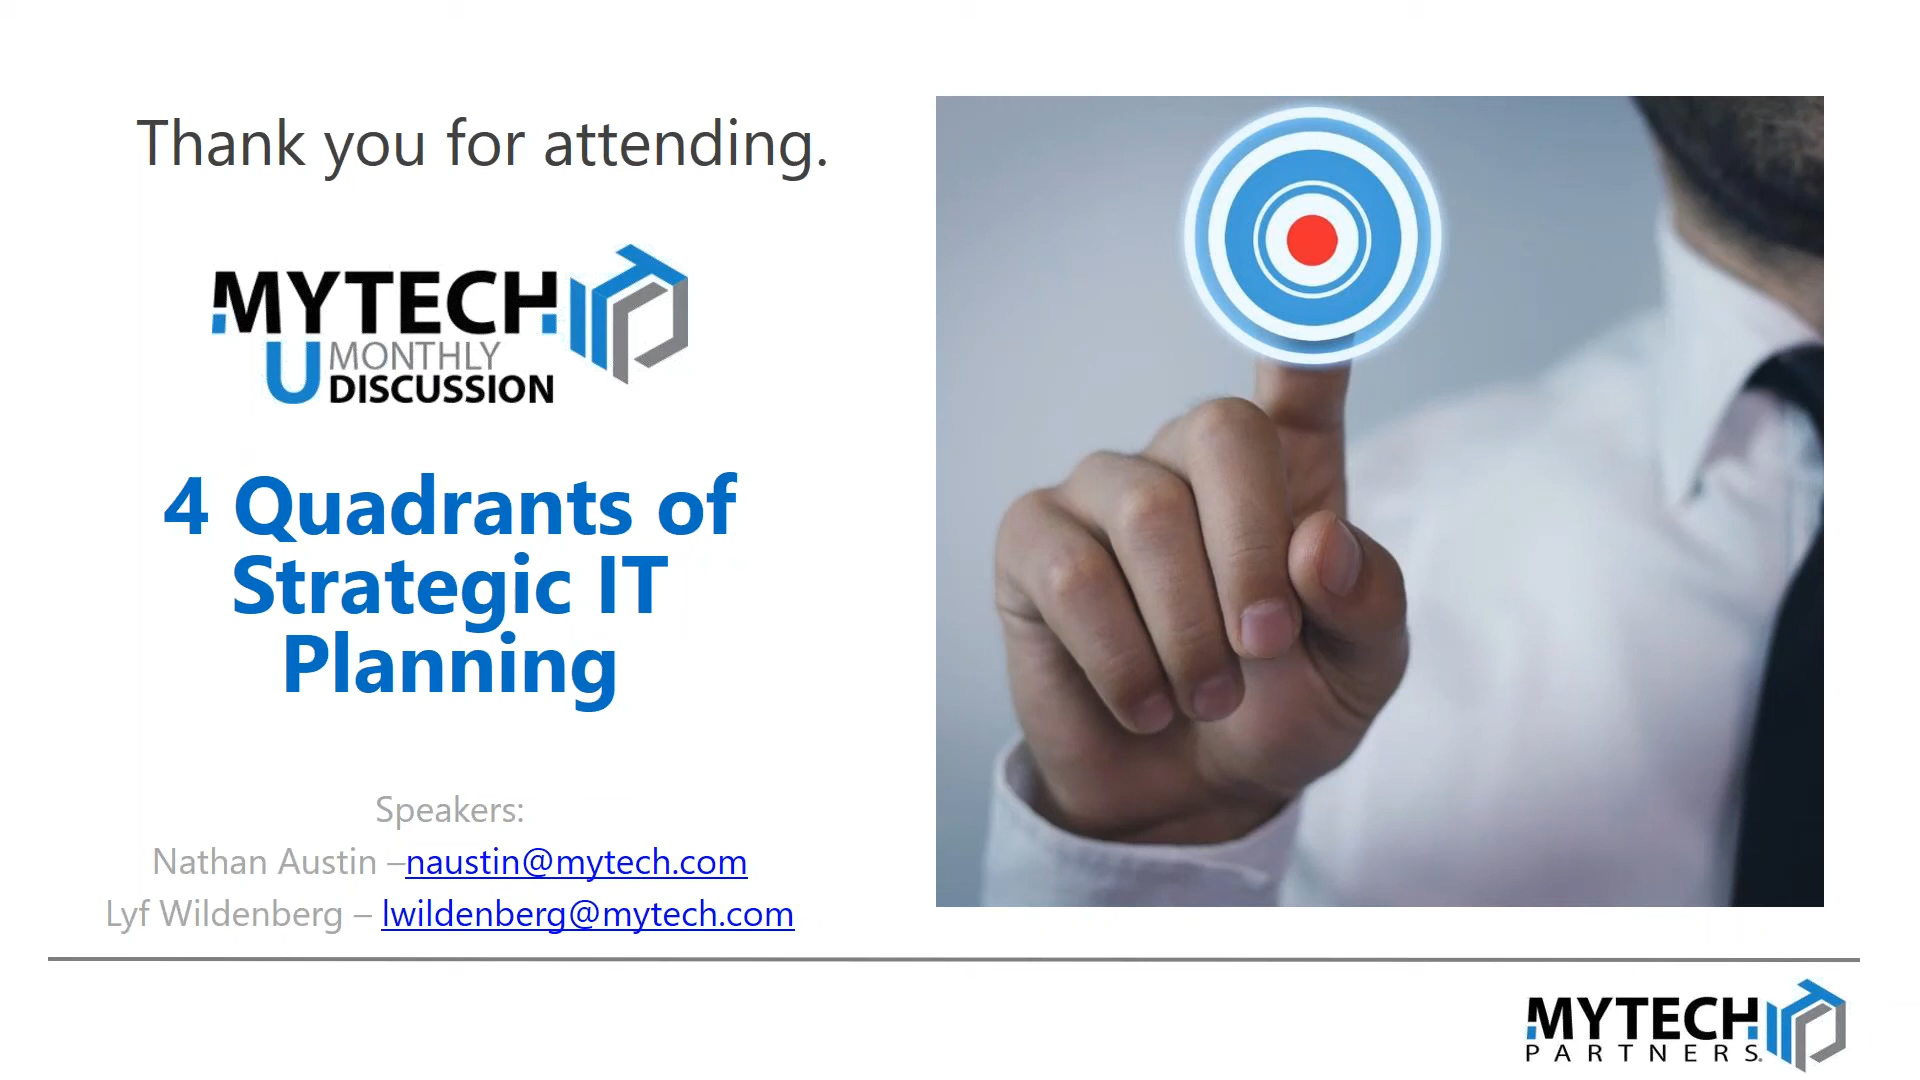 Thank you for attending.
MYTECH
U MONTHLY
DISCUSSION
4 Quadrants of
Strategic IT
Planning
Speakers:
Nathan Austin –naustin@mytech.com
Lyf Wildenberg – lwildenberg@mytech.com
MYTECH
PARTNERS.